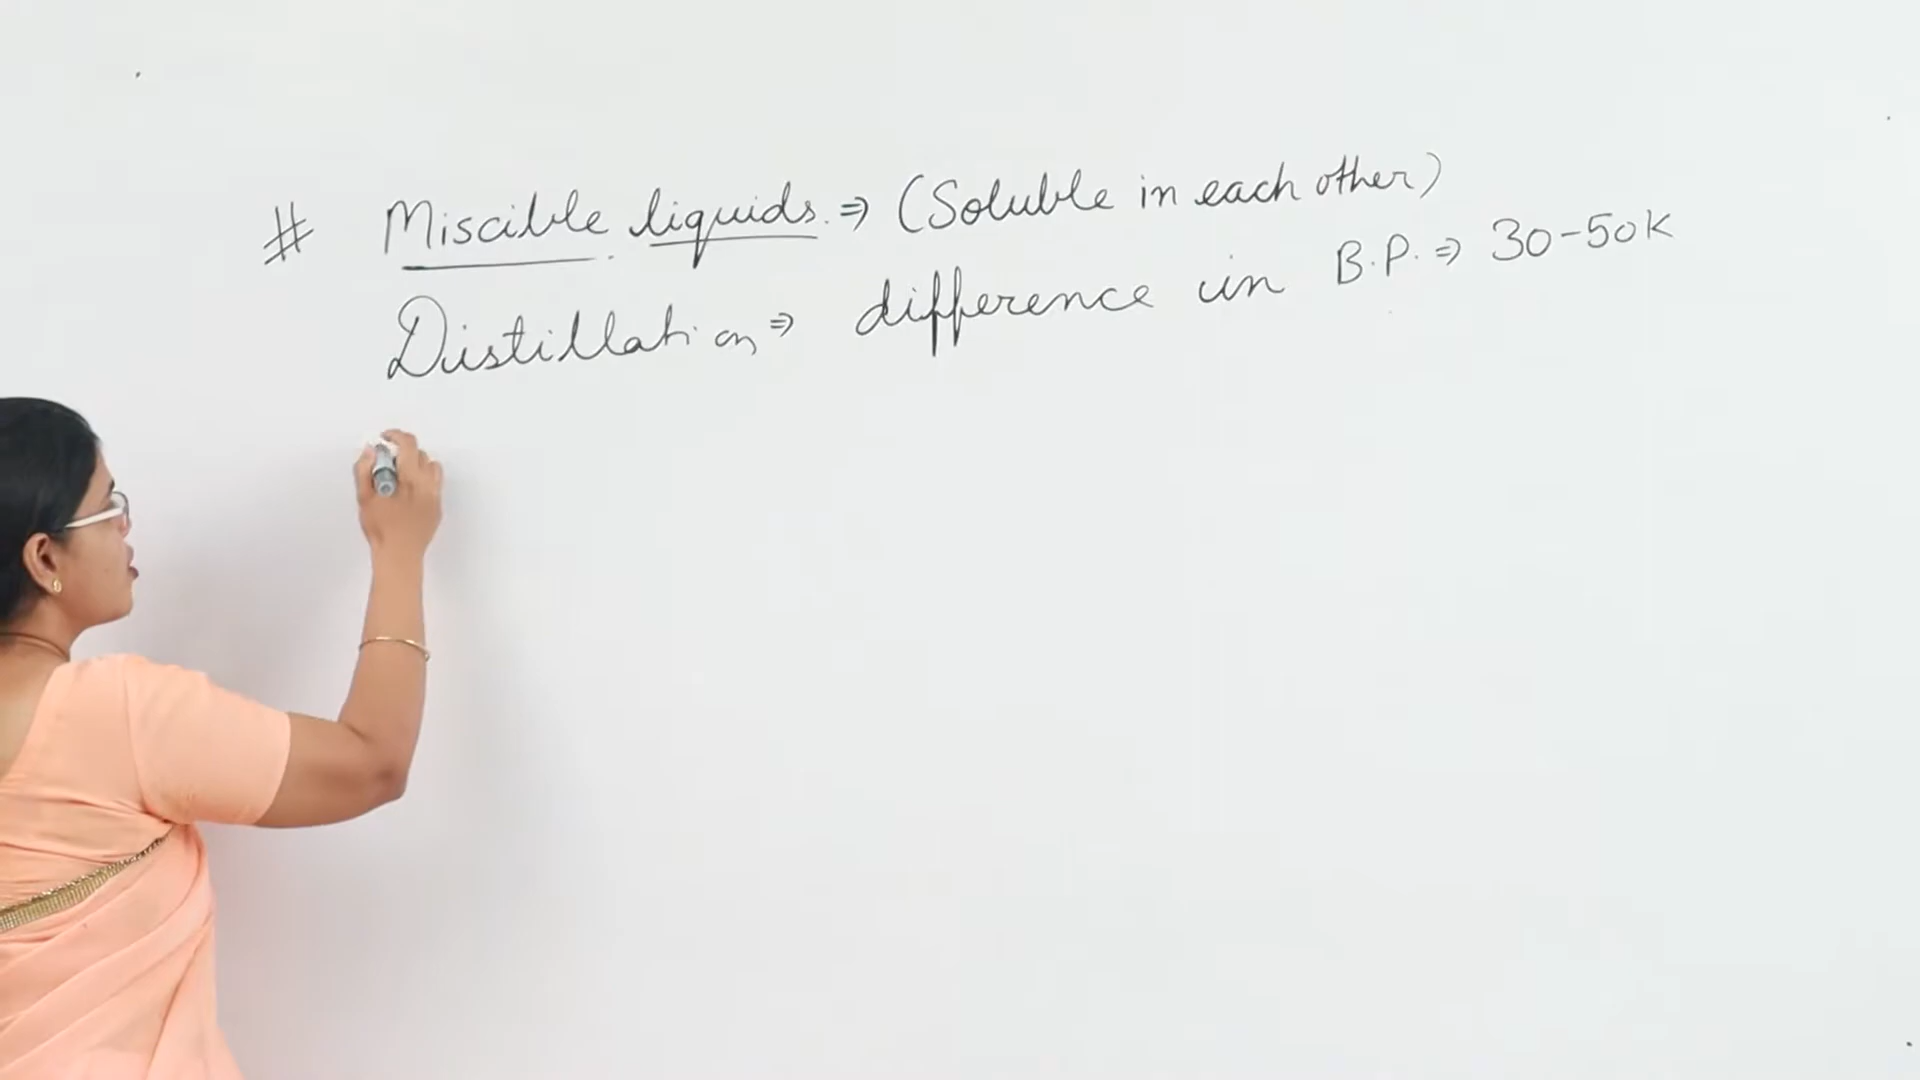 # Miscible liquids. ⇒ (Soluble in each other)
Distillation ⇒ difference in B.P. ⇒ 30-50K